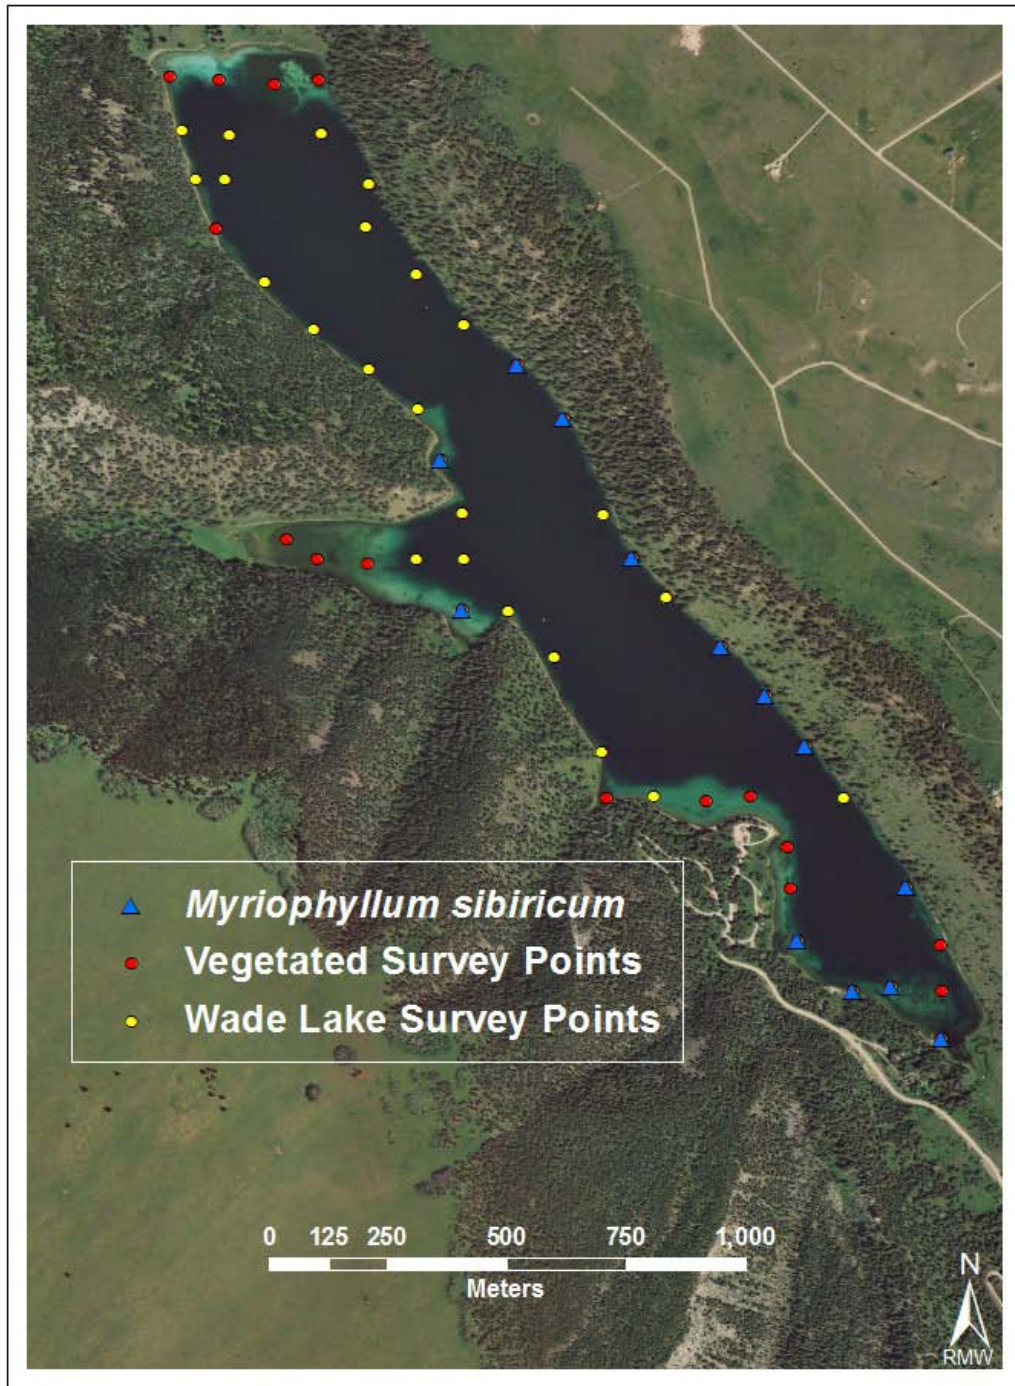 Myriophyllum sibiricum
Vegetated Survey Points
Wade Lake Survey Points
0 125 250 500 750 1,000
Meters
N
RMW